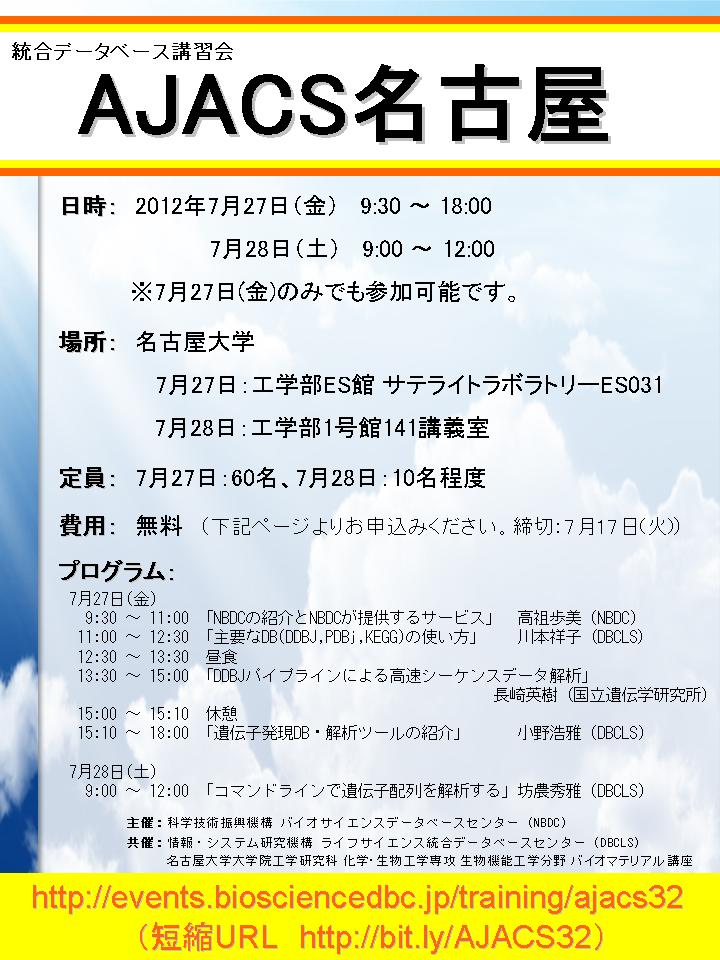 統合データベース講習会
AJACS名古屋
日時： 2012年7月27日（金） 9:30 ～ 18:00
7月28日（土） 9:00 ～ 12:00
※7月27日(金)のみでも参加可能です。
場所： 名古屋大学
7月27日：工学部ES館 サテライトラボラトリーES031
7月28日：工学部1号館141講義室
定員： 7月27日：60名、7月28日：10名程度
費用： 無料 （下記ページよりお申込みください。締切：７月17日(火)）
プログラム：
7月27日(金)
9:30 ～ 11:00 「NBDCの紹介とNBDCが提供するサービス」 高祖歩美 (NBDC)
11:00 ～ 12:30 「主要なDB(DDBJ,PDBj,KEGG)の使い方」 川本祥子 (DBCLS)
12:30 ～ 13:30 昼食
13:30 ～ 15:00 「DDBJパイプラインによる高速シーケンスデータ解析」
長崎英樹 (国立遺伝学研究所)
15:00 ～ 15:10 休憩
15:10 ～ 18:00 「遺伝子発現DB・解析ツールの紹介」 小野浩雅 (DBCLS)
7月28日(土)
9:00 ～ 12:00 「コマンドラインで遺伝子配列を解析する」坊農秀雅 (DBCLS)
主催：科学技術振興機構 バイオサイエンスデータベースセンター (NBDC)
共催：情報・システム研究機構 ライフサイエンス統合データベースセンター (DBCLS)
名古屋大学大学院工学研究科 化学・生物工学専攻 生物機能工学分野 バイオマテリアル講座
http://events.biosciencedbc.jp/training/ajacs32
（短縮URL http://bit.ly/AJACS32）